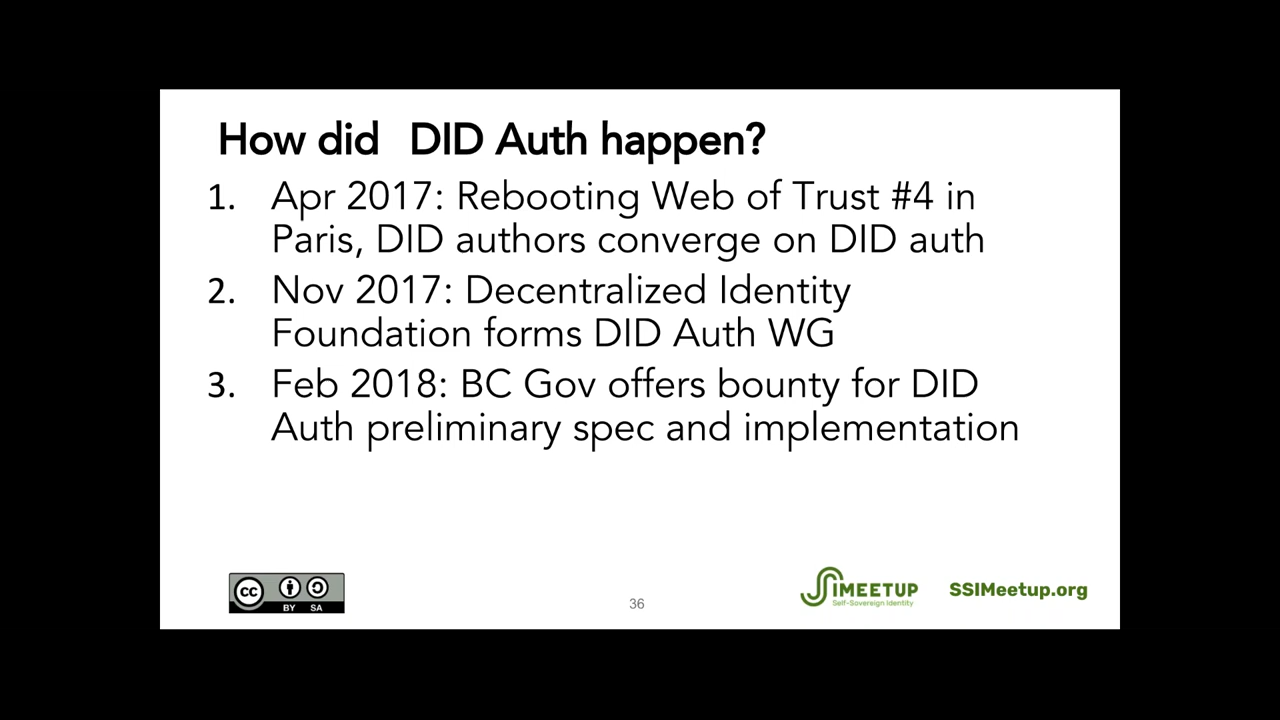 How did DID Auth happen?
1. Apr 2017: Rebooting Web of Trust #4 in
Paris, DID authors converge on DID auth
2. Nov 2017: Decentralized Identity
Foundation forms DID Auth WG
3. Feb 2018: BC Gov offers bounty for DID
Auth preliminary spec and implementation
cc
BY SA
36
SSIMEETUP
Self-Sovereign Identity
SSIMeetup.org